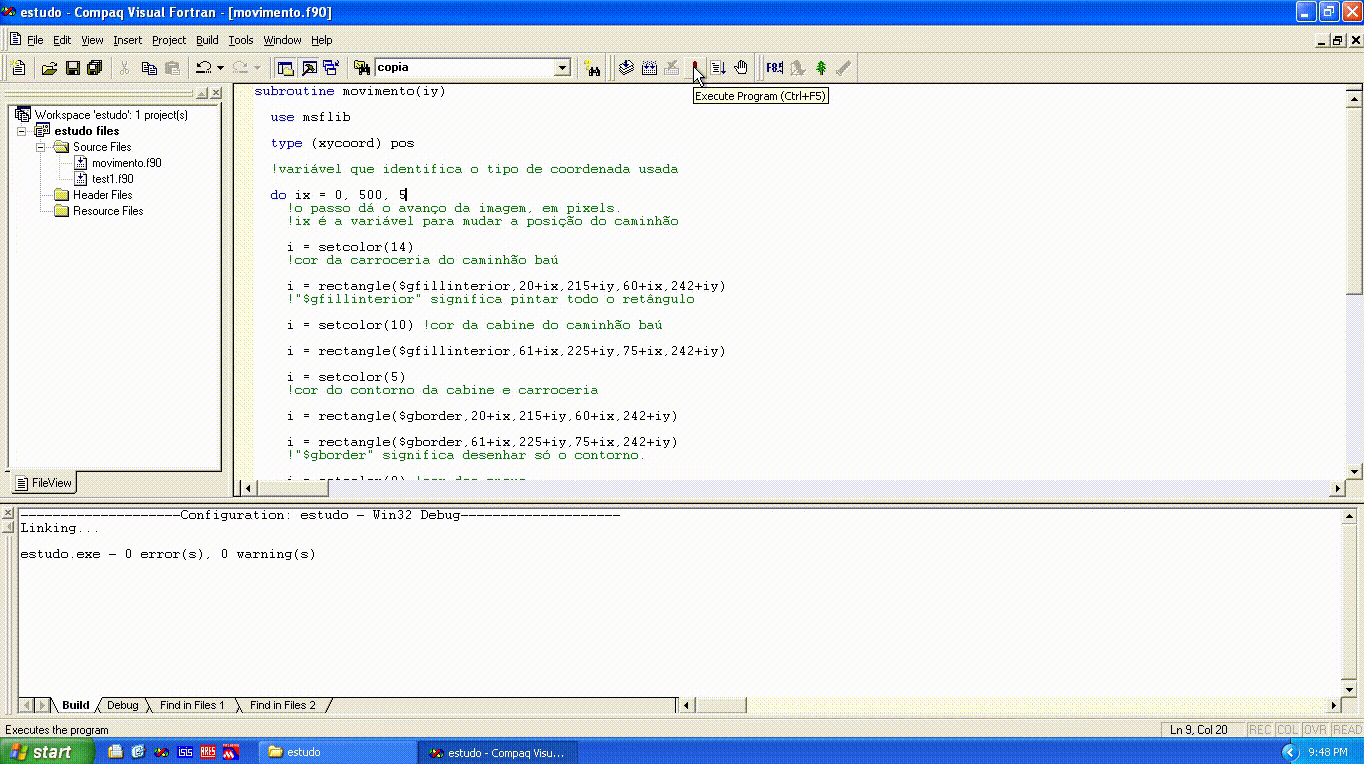 estudo - Compaq Visual Fortran - [movimento.f90]
File Edit View Insert Project Build Tools Window Help
copia
Execute Program (Ctrl+F5)
Workspace 'estudo': 1 project(s)
estudo files
Source Files
movimento.f90
test1.f90
Header Files
Resource Files
FileView
subroutine movimento(iy)
use msflib
type (xycoord) pos
!variável que identifica o tipo de coordenada usada
do ix = 0, 500, 5
!o passo dá o avanço da imagem, em pixels.
!ix é a variável para mudar a posição do caminhão
i = setcolor(14)
!cor da carroceria do caminhão baú
i = rectangle($gfillinterior,20+ix,215+iy,60+ix,242+iy)
!"$gfillinterior" significa pintar todo o retângulo
i = setcolor(10) !cor da cabine do caminhão baú
i = rectangle($gfillinterior,61+ix,225+iy,75+ix,242+iy)
i = setcolor(5)
!cor do contorno da cabine e carroceria
i = rectangle($gborder,20+ix,215+iy,60+ix,242+iy)
i = rectangle($gborder,61+ix,225+iy,75+ix,242+iy)
!"$gborder" significa desenhar só o contorno.
--------------------Configuration: estudo - Win32 Debug--------------------
Linking...
estudo.exe - 0 error(s), 0 warning(s)
Build Debug Find in Files 1 Find in Files 2
Executes the program
Ln 9, Col 20 REC COL OVR READ
start
ISIS
ARES
estudo
estudo - Compaq Visu...
9:48 PM